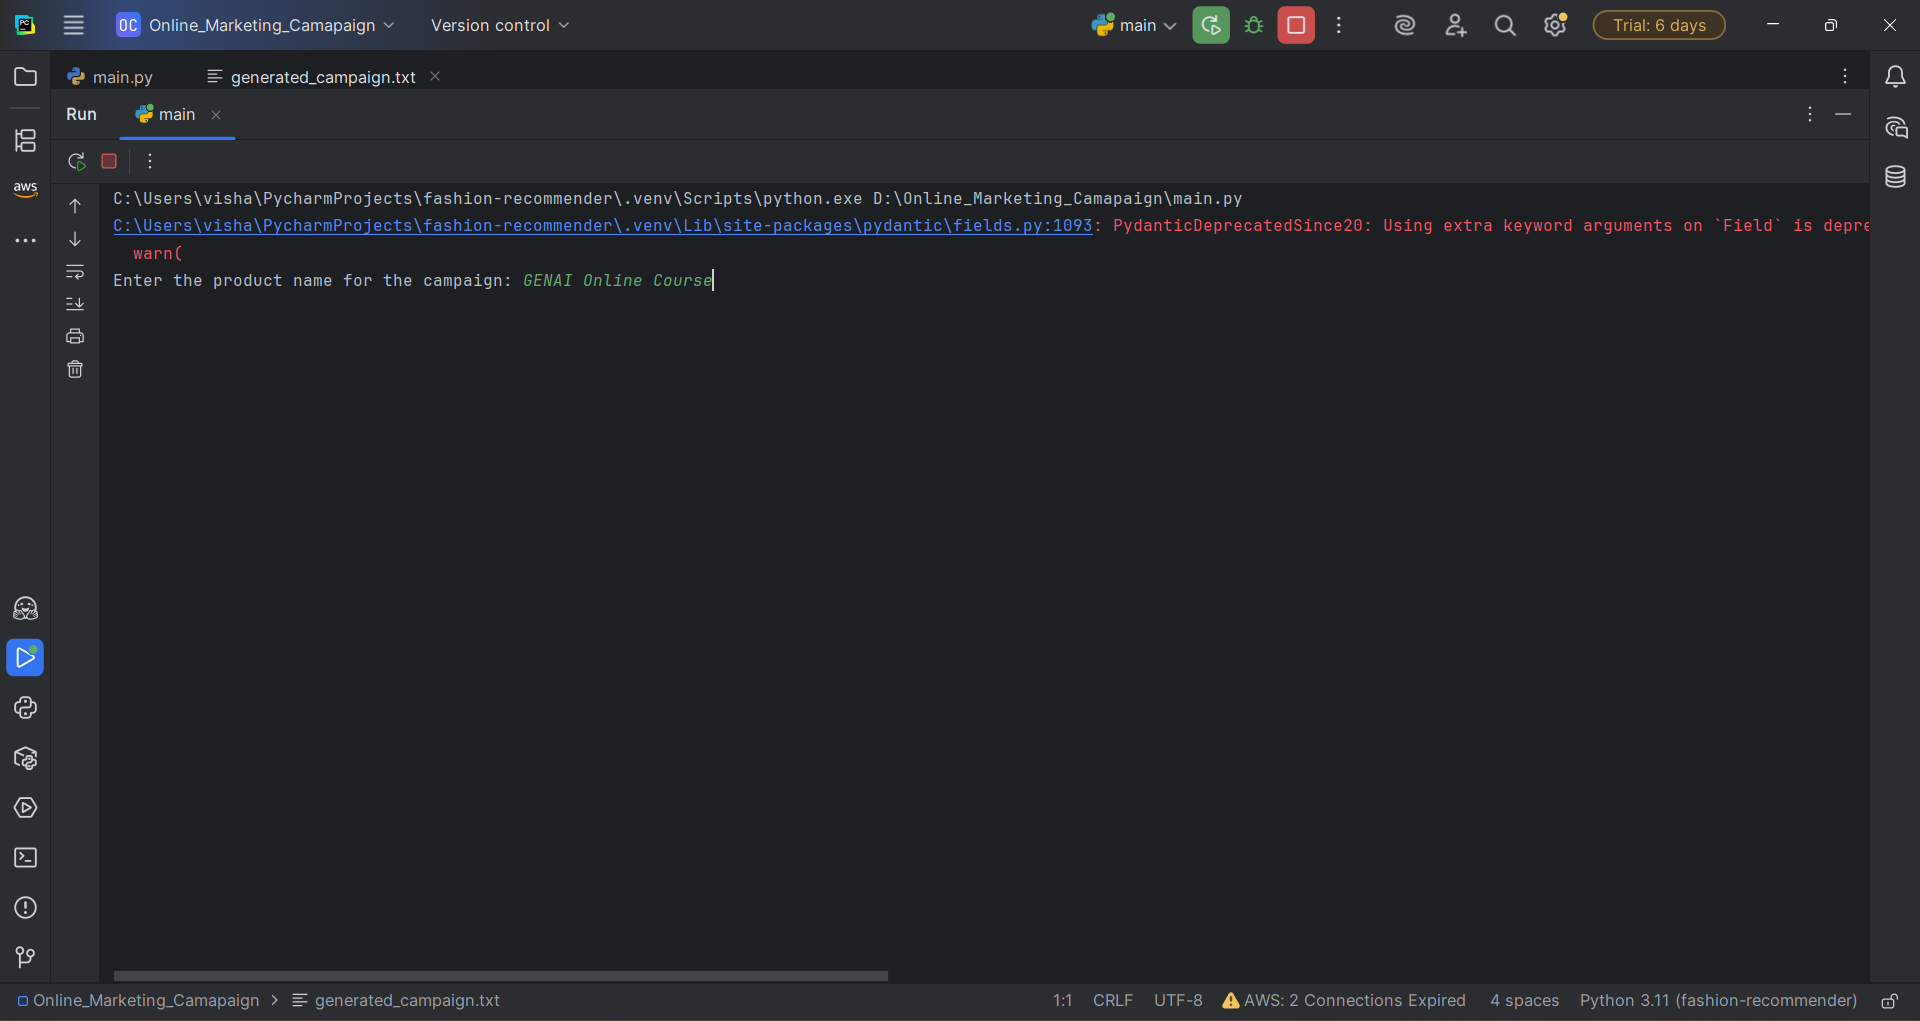 PC
OC Online_Marketing_Camapaign
Version control
main
Trial: 6 days
main.py
generated_campaign.txt
Run
main
aws
C:\Users\visha\PycharmProjects\fashion-recommender\.venv\Scripts\python.exe D:\Online_Marketing_Camapaign\main.py
C:\Users\visha\PycharmProjects\fashion-recommender\.venv\Lib\site-packages\pydantic\fields.py:1093: PydanticDeprecatedSince20: Using extra keyword arguments on `Field` is depre
warn(
Enter the product name for the campaign: GENAI Online Course
Online_Marketing_Camapaign > generated_campaign.txt
1:1 CRLF UTF-8 AWS: 2 Connections Expired 4 spaces Python 3.11 (fashion-recommender)